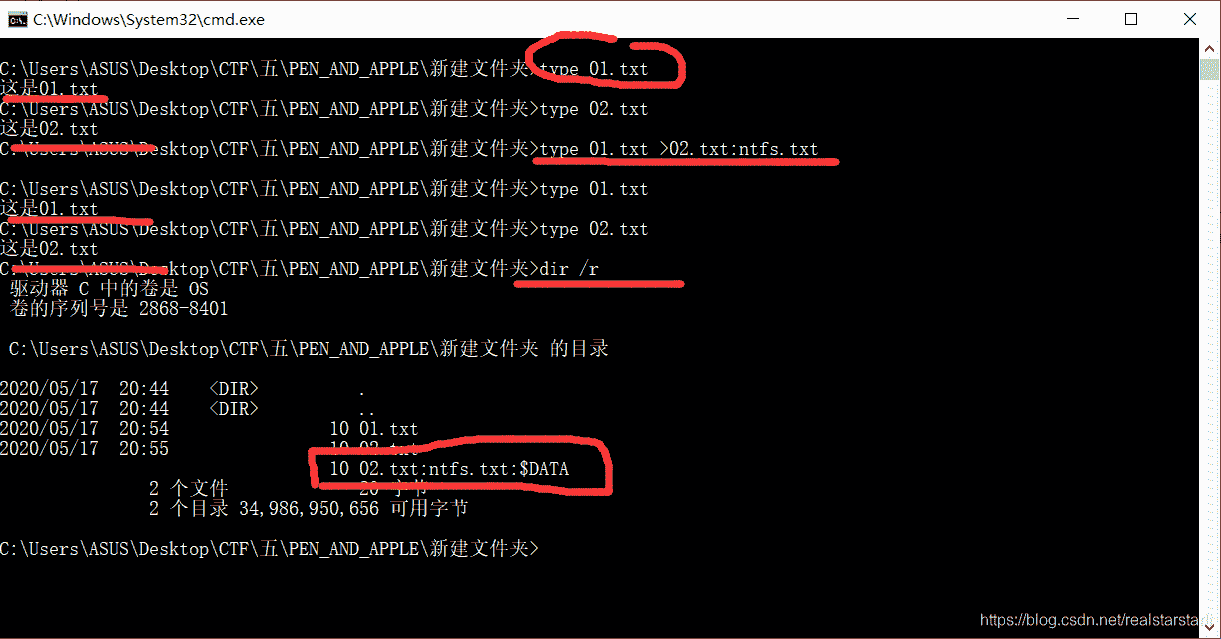 C:\Windows\System32\cmd.exe
C:\Users\ASUS\Desktop\CTF\五\PEN_AND_APPLE\新建文件夹>type 01.txt
这是01.txt
C:\Users\ASUS\Desktop\CTF\五\PEN_AND_APPLE\新建文件夹>type 02.txt
这是02.txt
C:\Users\ASUS\Desktop\CTF\五\PEN_AND_APPLE\新建文件夹>type 01.txt >02.txt:ntfs.txt
C:\Users\ASUS\Desktop\CTF\五\PEN_AND_APPLE\新建文件夹>type 01.txt
这是01.txt
C:\Users\ASUS\Desktop\CTF\五\PEN_AND_APPLE\新建文件夹>type 02.txt
这是02.txt
C:\Users\ASUS\Desktop\CTF\五\PEN_AND_APPLE\新建文件夹>dir /r
驱动器 C 中的卷是 OS
卷的序列号是 2868-8401
C:\Users\ASUS\Desktop\CTF\五\PEN_AND_APPLE\新建文件夹 的目录
2020/05/17 20:44 <DIR> .
2020/05/17 20:44 <DIR> ..
2020/05/17 20:54 10 01.txt
2020/05/17 20:55 10 02.txt
10 02.txt:ntfs.txt:$DATA
2 个文件 20 字节
2 个目录 34,986,950,656 可用字节
C:\Users\ASUS\Desktop\CTF\五\PEN_AND_APPLE\新建文件夹>